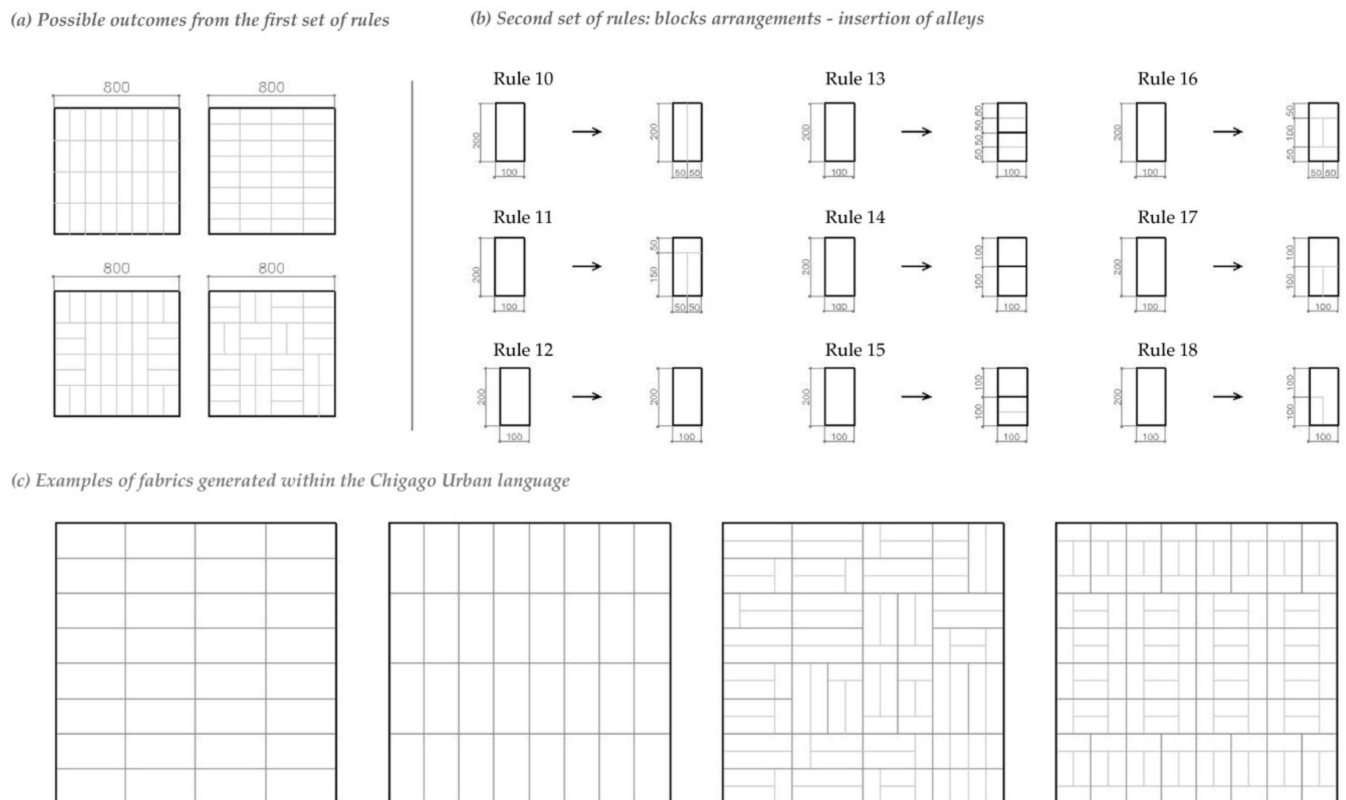 (a) Possible outcomes from the first set of rules
(b) Second set of rules: blocks arrangements - insertion of alleys
800
800
800
800
Rule 10
200
100
200
50 50
Rule 13
200
100
50 50 50 50
100
Rule 16
200
100
50 100 50
50 50
Rule 11
200
100
50 150
50 50
Rule 14
200
100
100 100
100
Rule 17
200
100
100 100
100
Rule 12
200
100
200
100
Rule 15
200
100
100 100
100
Rule 18
200
100
100 100
100
(c) Examples of fabrics generated within the Chigago Urban language